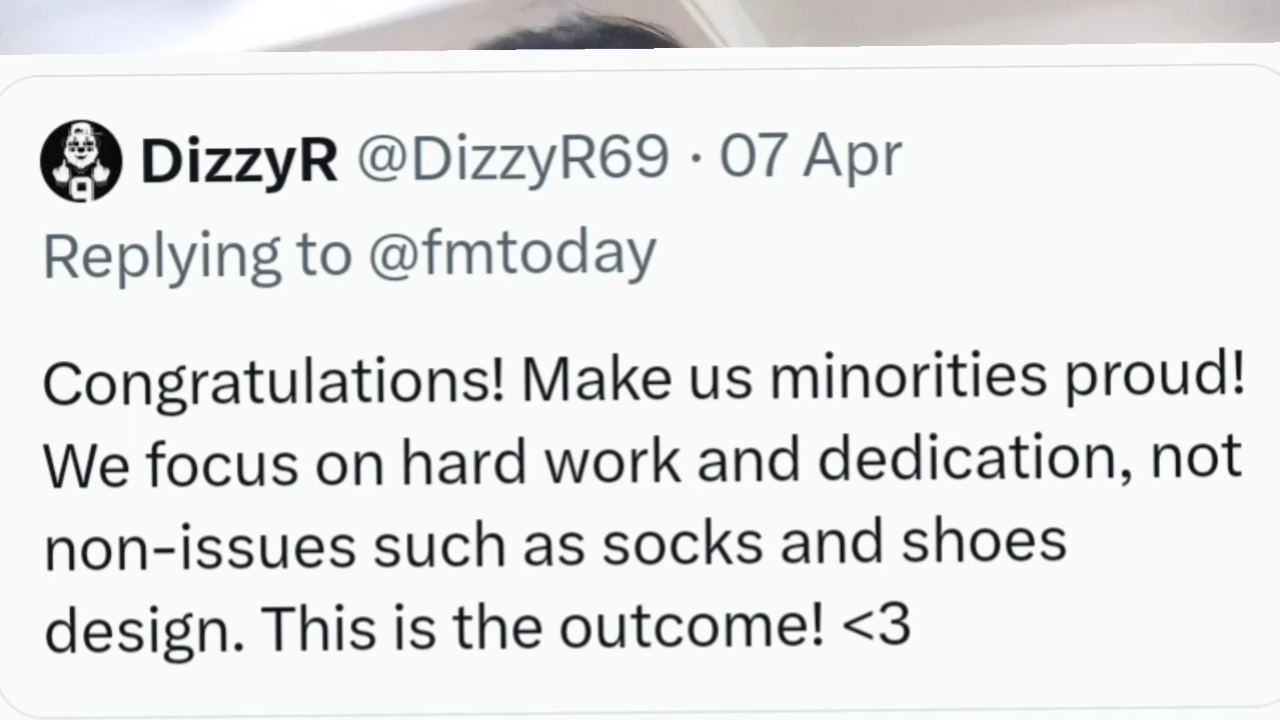 DizzyR @DizzyR69 · 07 Apr
Replying to @fmtoday
Congratulations! Make us minorities proud!
We focus on hard work and dedication, not
non-issues such as socks and shoes
design. This is the outcome! <3